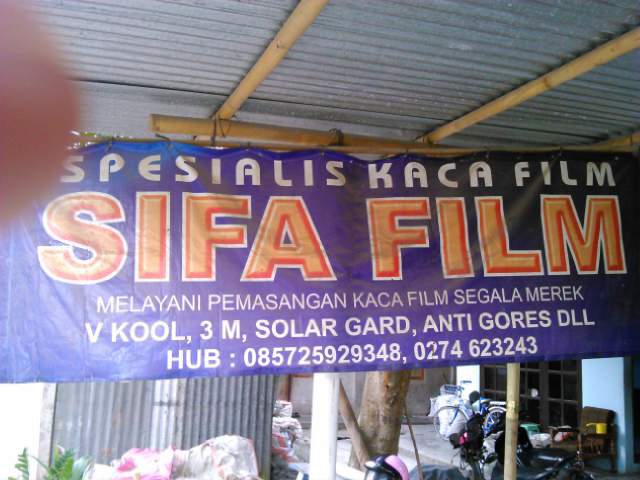 SPESIALIS KACA FILM
SIFA FILM
MELAYANI PEMASANGAN KACA FILM SEGALA MEREK
V KOOL, 3 M, SOLAR GARD, ANTI GORES DLL
HUB : 085725929348, 0274 623243